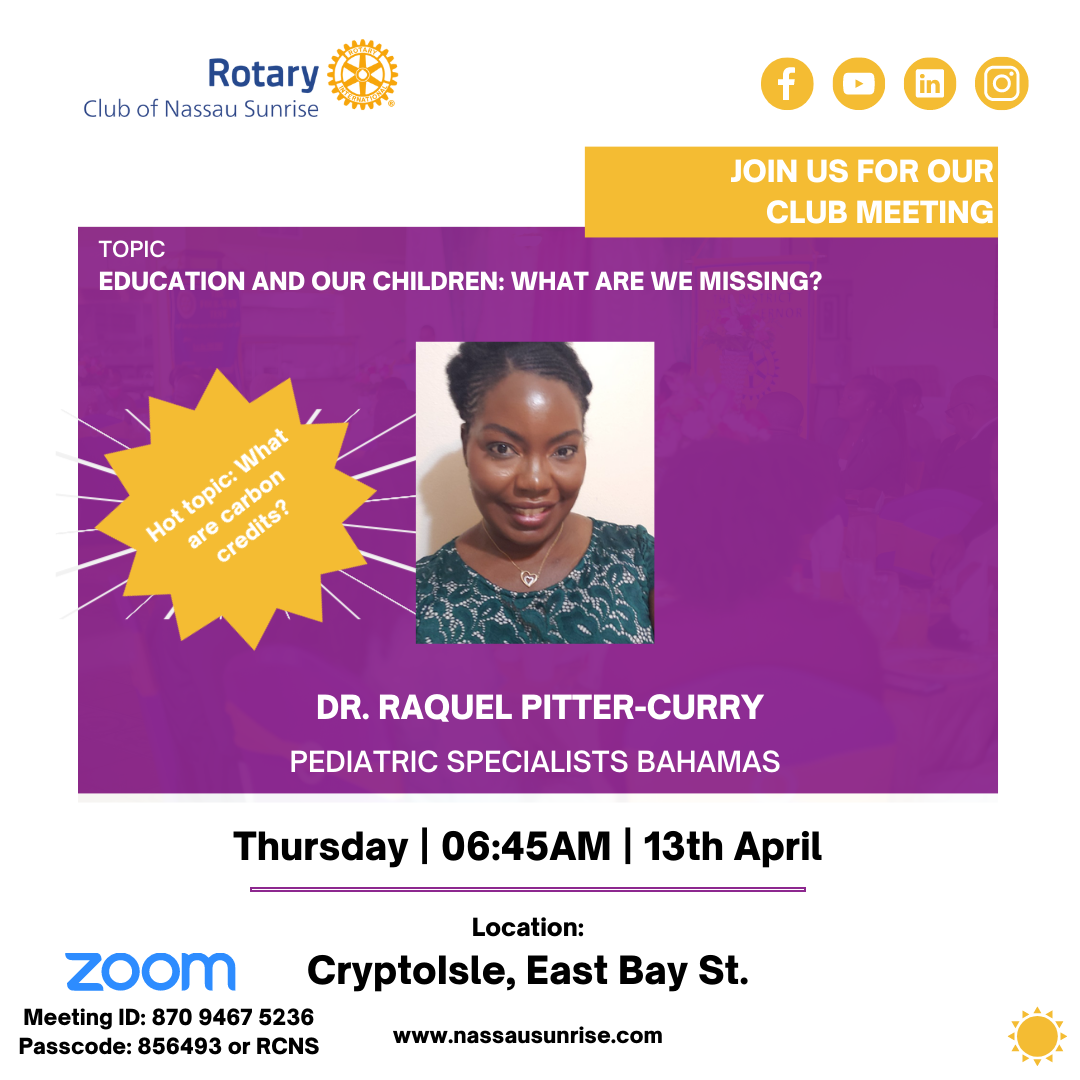 Rotary
Club of Nassau Sunrise
JOIN US FOR OUR
CLUB MEETING
TOPIC
EDUCATION AND OUR CHILDREN: WHAT ARE WE MISSING?
Hot topic: What
are carbon
credits?
DR. RAQUEL PITTER-CURRY
PEDIATRIC SPECIALISTS BAHAMAS
Thursday | 06:45AM | 13th April
Location:
CryptoIsle, East Bay St.
zoom
Meeting ID: 870 9467 5236
Passcode: 856493 or RCNS
www.nassausunrise.com
ROTARY
INTERNATIONAL